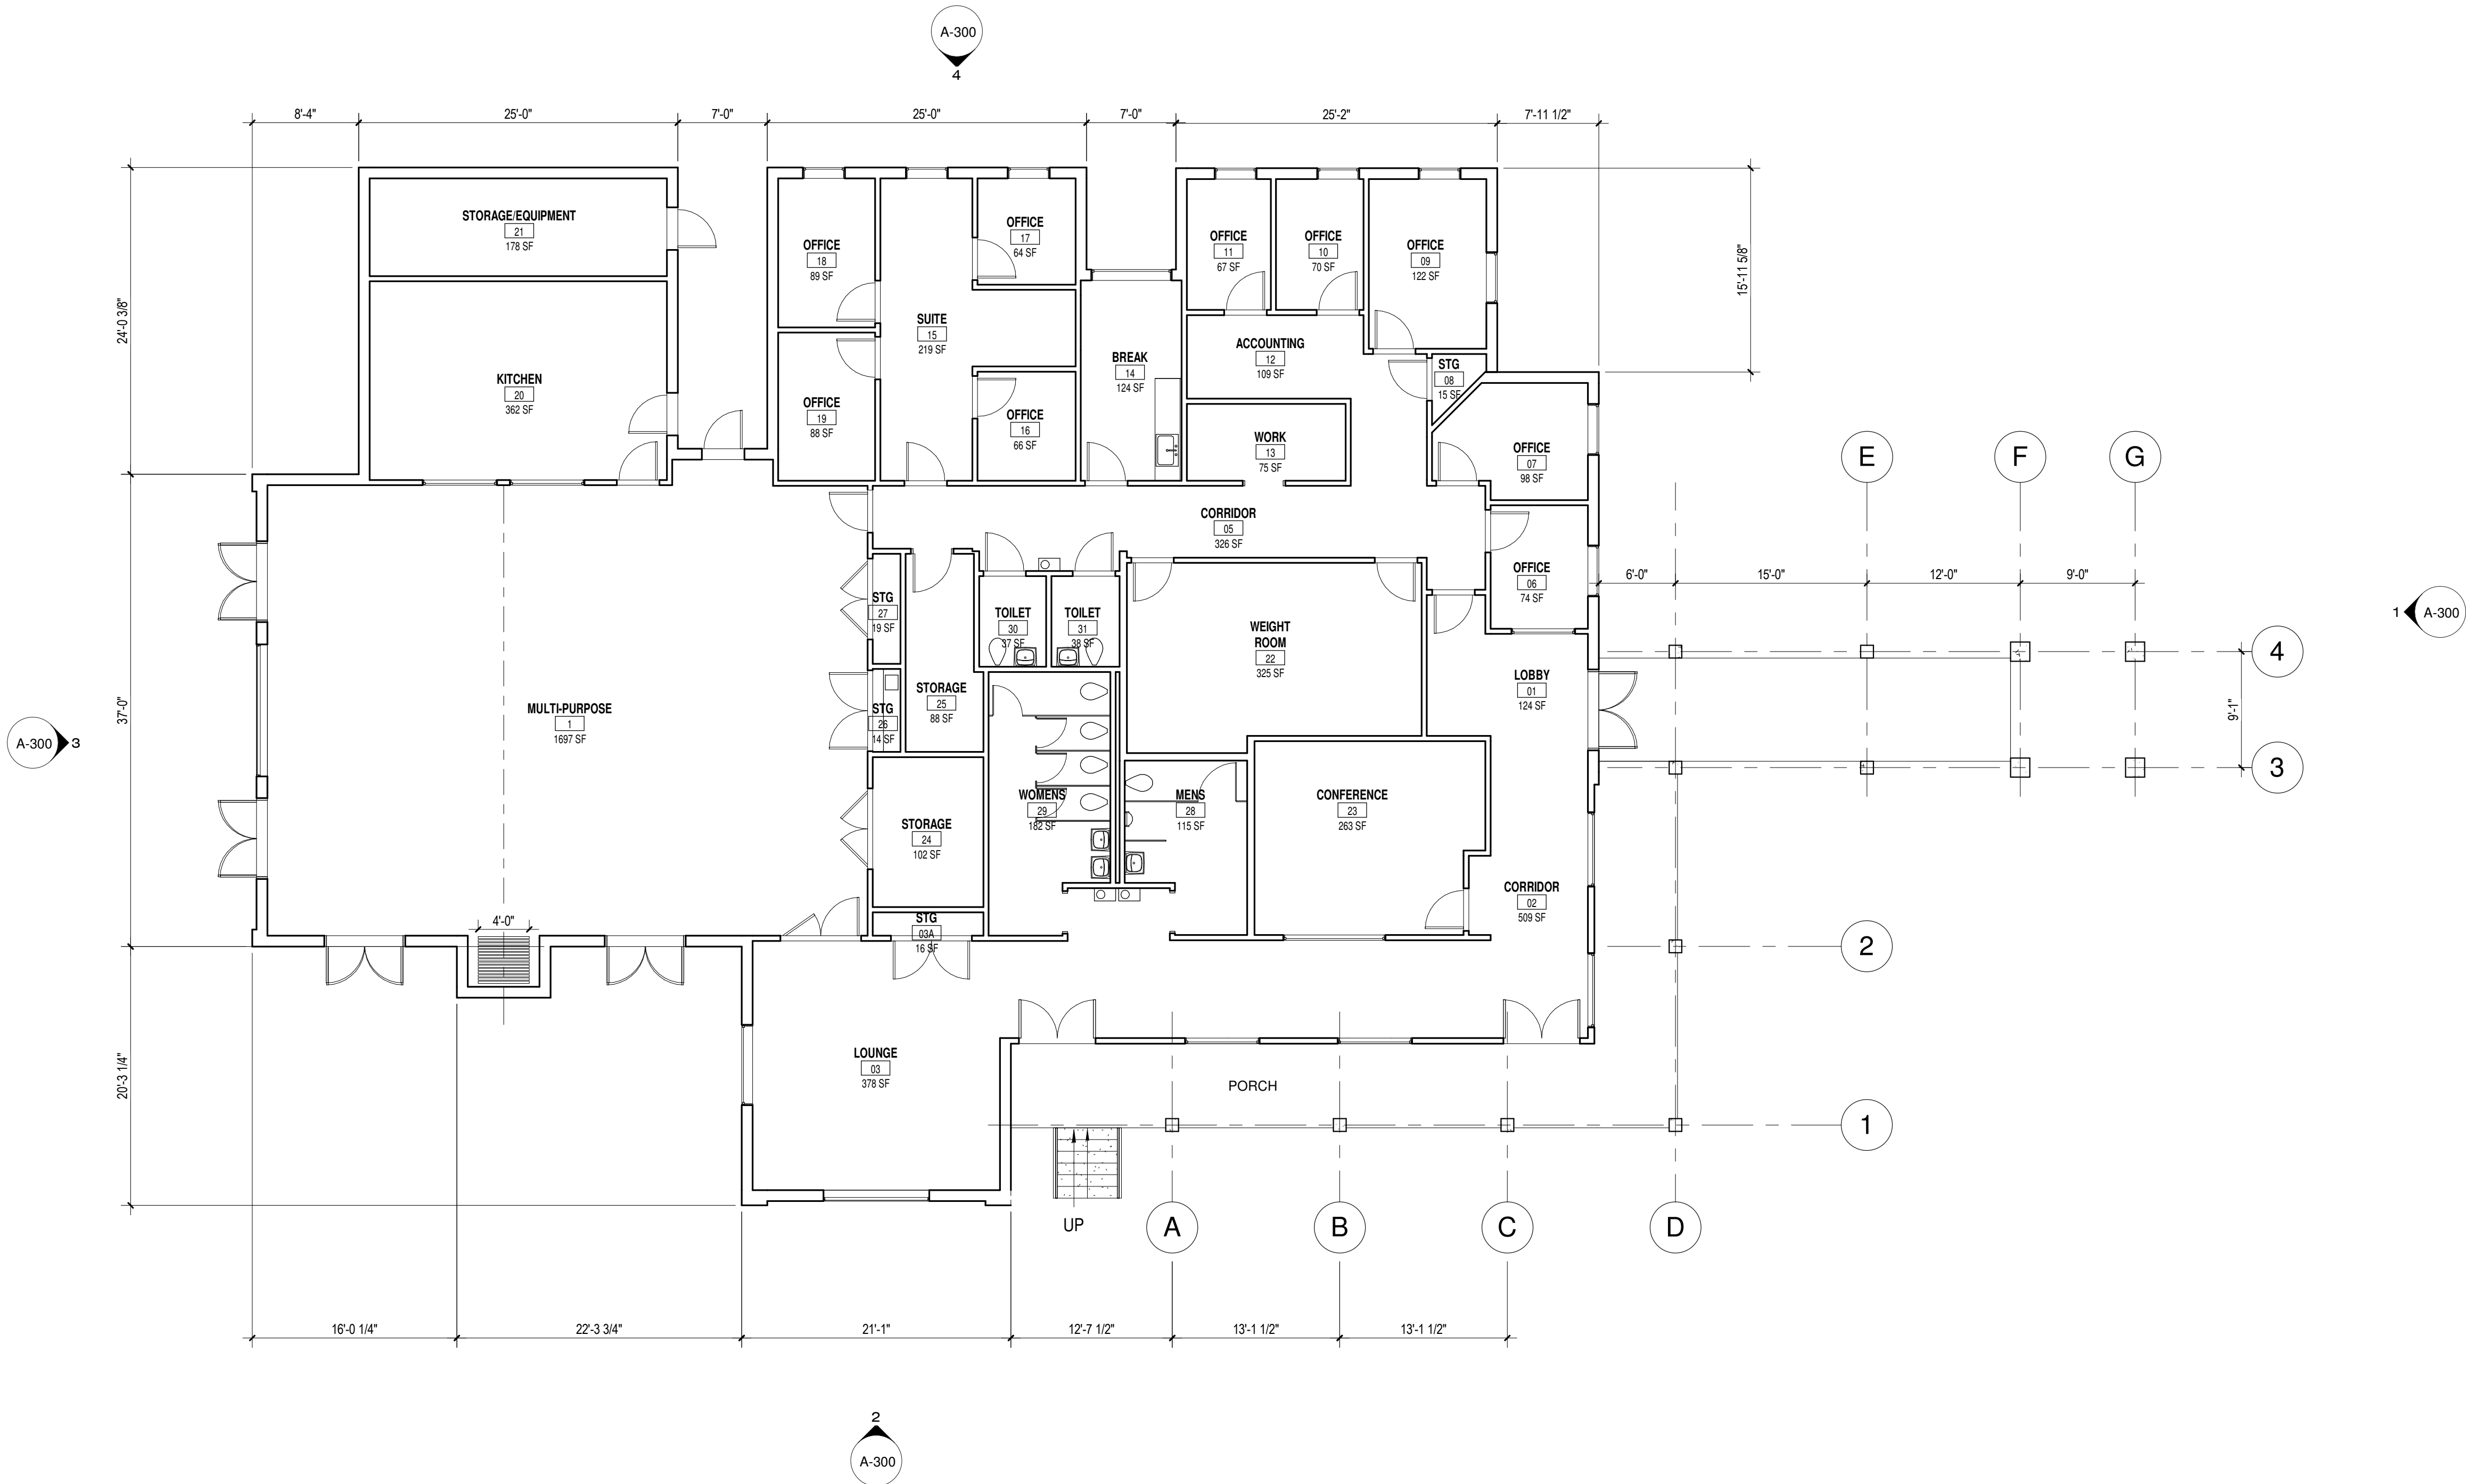 A-300
4
8'-4"
25'-0"
7'-0"
25'-0"
7'-0"
25'-2"
7'-11 1/2"
24'-0 3/8"
37'-0"
20'-3 1/4"
15'-11 5/8"
STORAGE/EQUIPMENT
21
178 SF
KITCHEN
20
362 SF
OFFICE
18
89 SF
OFFICE
19
88 SF
SUITE
15
219 SF
OFFICE
17
64 SF
OFFICE
16
66 SF
BREAK
14
124 SF
OFFICE
11
67 SF
OFFICE
10
70 SF
OFFICE
09
122 SF
ACCOUNTING
12
109 SF
STG
08
15 SF
WORK
13
75 SF
OFFICE
07
98 SF
CORRIDOR
05
326 SF
OFFICE
06
74 SF
E
F
G
6'-0"
15'-0"
12'-0"
9'-0"
1
A-300
4
9'-1"
3
STG
27
19 SF
TOILET
30
37 SF
TOILET
31
38 SF
WEIGHT
ROOM
22
325 SF
LOBBY
01
124 SF
A-300
3
MULTI-PURPOSE
1
1697 SF
STG
26
14 SF
STORAGE
25
88 SF
STORAGE
24
102 SF
WOMENS
29
182 SF
MENS
28
115 SF
CONFERENCE
23
263 SF
CORRIDOR
02
509 SF
4'-0"
STG
03A
16 SF
2
LOUNGE
03
378 SF
PORCH
1
UP
A
B
C
D
16'-0 1/4"
22'-3 3/4"
21'-1"
12'-7 1/2"
13'-1 1/2"
13'-1 1/2"
2
A-300